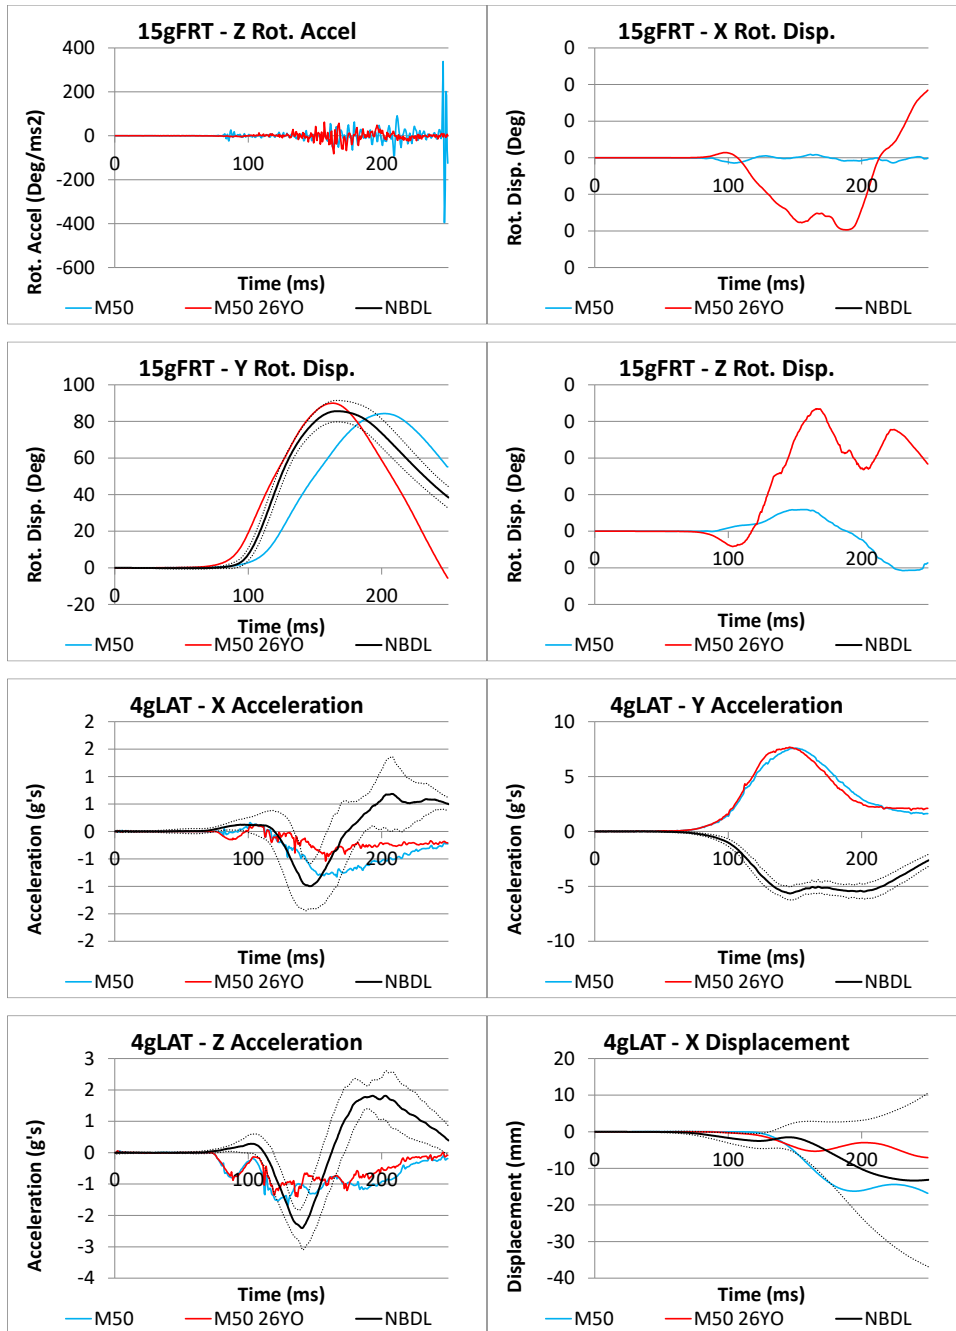 15gFRT - Z Rot. Accel
Rot. Accel (Deg/ms2)
400
200
0
-200
-400
-600
0 100 200
Time (ms)
M50 M50 26YO NBDL
15gFRT - X Rot. Disp.
Rot. Disp. (Deg)
0
0
0
0
0
0
0
0 100 200
Time (ms)
M50 M50 26YO NBDL
15gFRT - Y Rot. Disp.
Rot. Disp. (Deg)
100
80
60
40
20
0
-20
0 100 200
Time (ms)
M50 M50 26YO NBDL
15gFRT - Z Rot. Disp.
Rot. Disp. (Deg)
0
0
0
0
0
0
0
0 100 200
Time (ms)
M50 M50 26YO NBDL
4gLAT - X Acceleration
Acceleration (g's)
2
2
1
1
0
-1
-1
-2
-2
0 100 200
Time (ms)
M50 M50 26YO NBDL
4gLAT - Y Acceleration
Acceleration (g's)
10
5
0
-5
-10
0 100 200
Time (ms)
M50 M50 26YO NBDL
4gLAT - Z Acceleration
Acceleration (g's)
3
2
1
0
-1
-2
-3
-4
0 100 200
Time (ms)
M50 M50 26YO NBDL
4gLAT - X Displacement
Displacement (mm)
20
10
0
-10
-20
-30
-40
0 100 200
Time (ms)
M50 M50 26YO NBDL